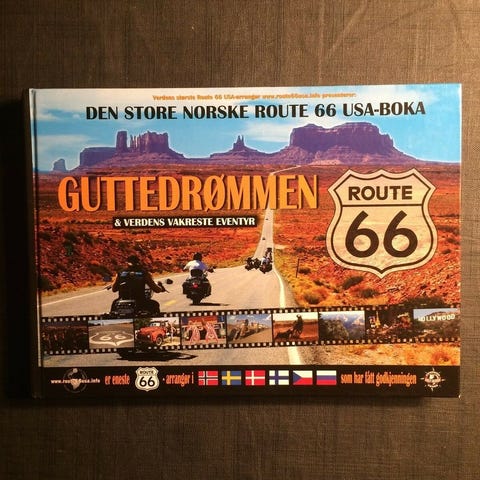 Verdens største Route 66 USA-arrangør www.route66usa.info presenterer:
DEN STORE NORSKE ROUTE 66 USA-BOKA
GUTTEDRØMMEN
& VERDENS VAKRESTE EVENTYR
ROUTE
66
HOLLYWOOD
www.route66usa.info er eneste ROUTE 66 - arrangør i som har fått godkjenningen